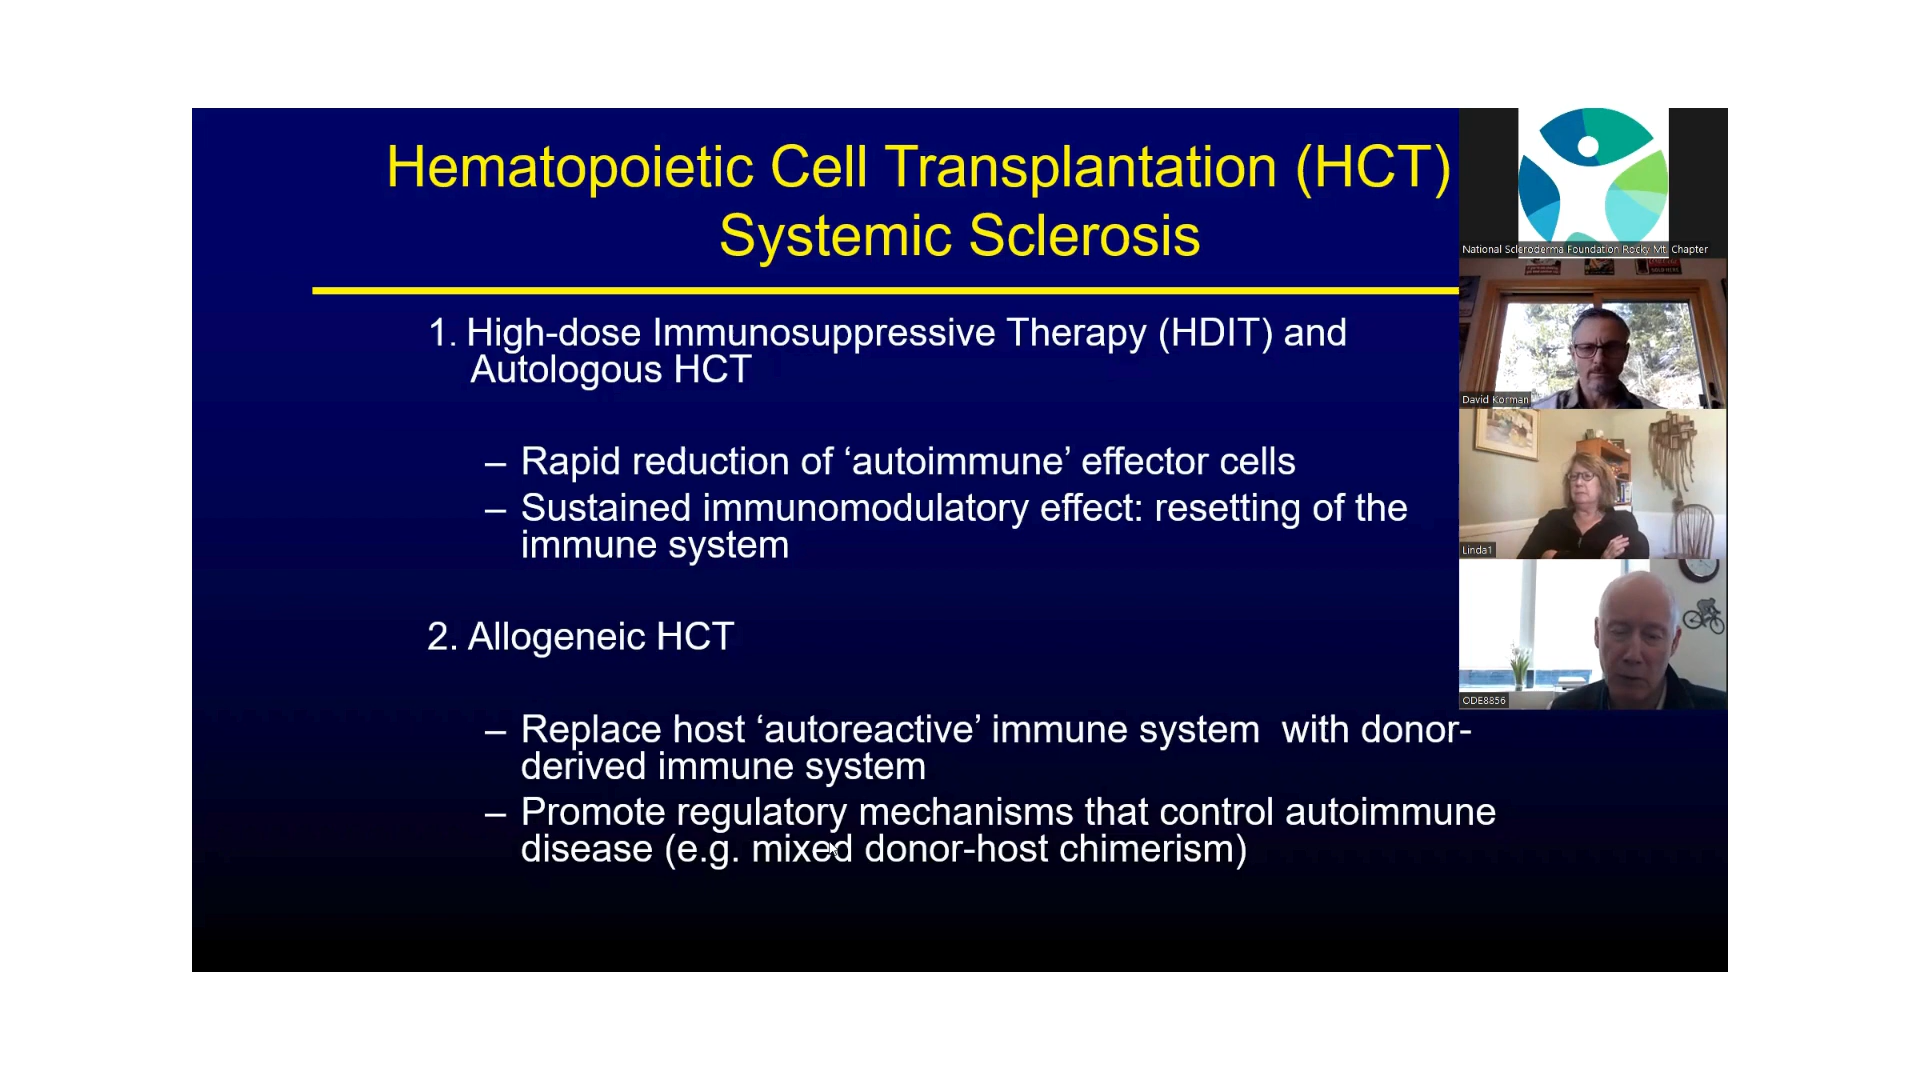 Hematopoietic Cell Transplantation (HCT)
Systemic Sclerosis
1. High-dose Immunosuppressive Therapy (HDIT) and
Autologous HCT
– Rapid reduction of ‘autoimmune’ effector cells
– Sustained immunomodulatory effect: resetting of the
immune system
2. Allogeneic HCT
– Replace host ‘autoreactive’ immune system with donor-
derived immune system
– Promote regulatory mechanisms that control autoimmune
disease (e.g. mixed donor-host chimerism)
National Scleroderma Foundation Rocky Mt. Chapter
David Korman
Linda1
ODE8856